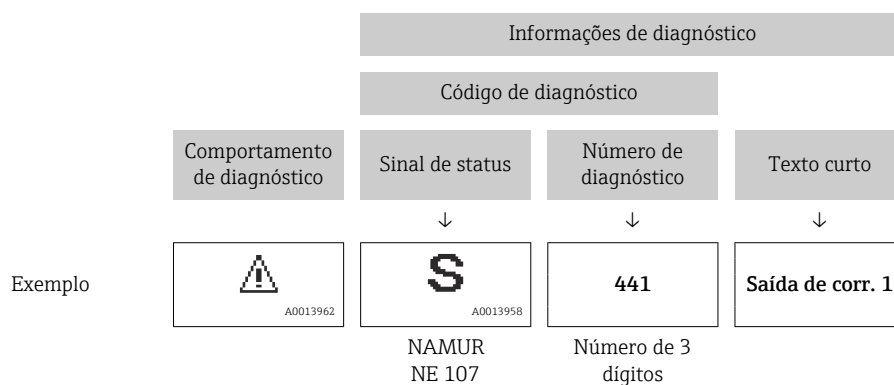 Informações de diagnóstico
Código de diagnóstico
Comportamento
de diagnóstico
Sinal de status
Número de
diagnóstico
Texto curto
↓ ↓ ↓
Exemplo
A0013962
S
A0013958
441
Saída de corr. 1
NAMUR
NE 107
Número de 3
dígitos